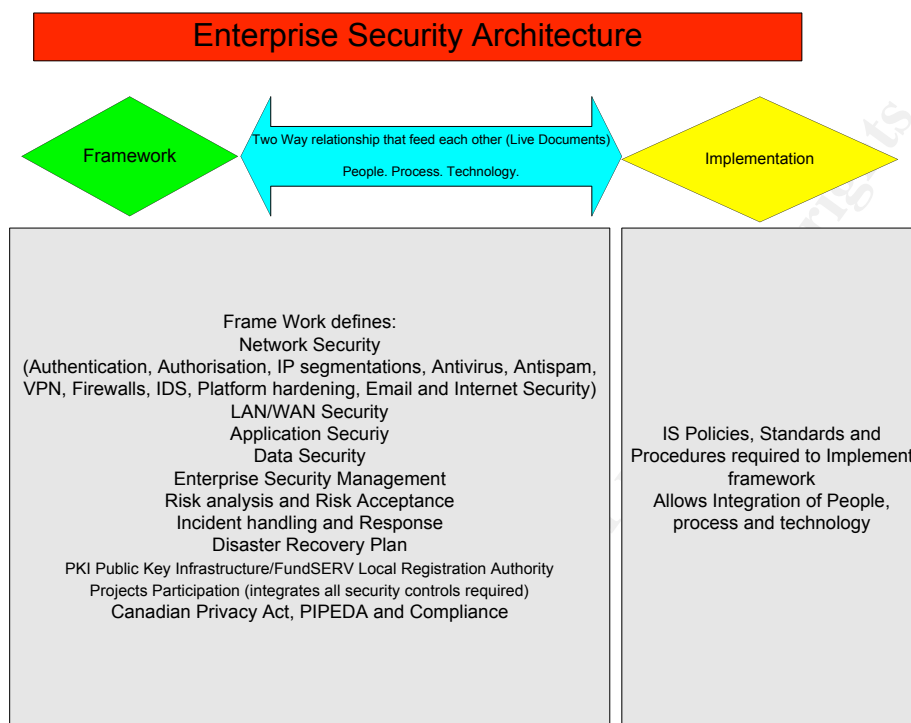 Enterprise Security Architecture
Framework
Two Way relationship that feed each other (Live Documents)
People. Process. Technology.
Implementation
Frame Work defines:
Network Security
(Authentication, Authorisation, IP segmentations, Antivirus, Antispam,
VPN, Firewalls, IDS, Platform hardening, Email and Internet Security)
LAN/WAN Security
Application Securiy
Data Security
Enterprise Security Management
Risk analysis and Risk Acceptance
Incident handling and Response
Disaster Recovery Plan
PKI Public Key Infrastructure/FundSERV Local Registration Authority
Projects Participation (integrates all security controls required)
Canadian Privacy Act, PIPEDA and Compliance
IS Policies, Standards and
Procedures required to Implement
framework
Allows Integration of People,
process and technology
rights